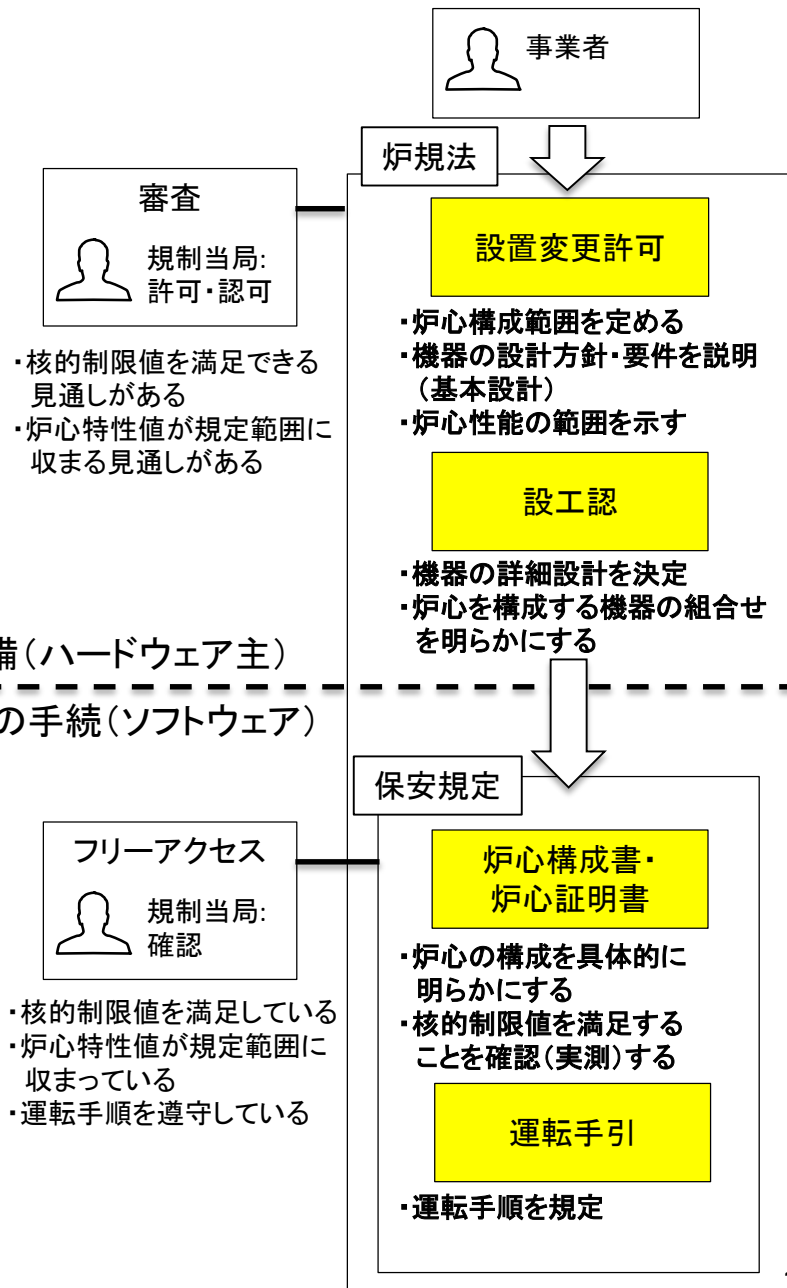 事業者
炉規法
審査
規制当局:
許可・認可
・核的制限値を満足できる
見通しがある
・炉心特性値が規定範囲に
収まる見通しがある
設置変更許可
・炉心構成範囲を定める
・機器の設計方針・要件を説明
（基本設計）
・炉心性能の範囲を示す
設工認
・機器の詳細設計を決定
・炉心を構成する機器の組合せ
を明らかにする
備（ハードウェア主）
の手続（ソフトウェア）
保安規定
フリーアクセス
規制当局:
確認
・核的制限値を満足している
・炉心特性値が規定範囲に
収まっている
・運転手順を遵守している
炉心構成書・
炉心証明書
・炉心の構成を具体的に
明らかにする
・核的制限値を満足する
ことを確認（実測）する
運転手引
・運転手順を規定